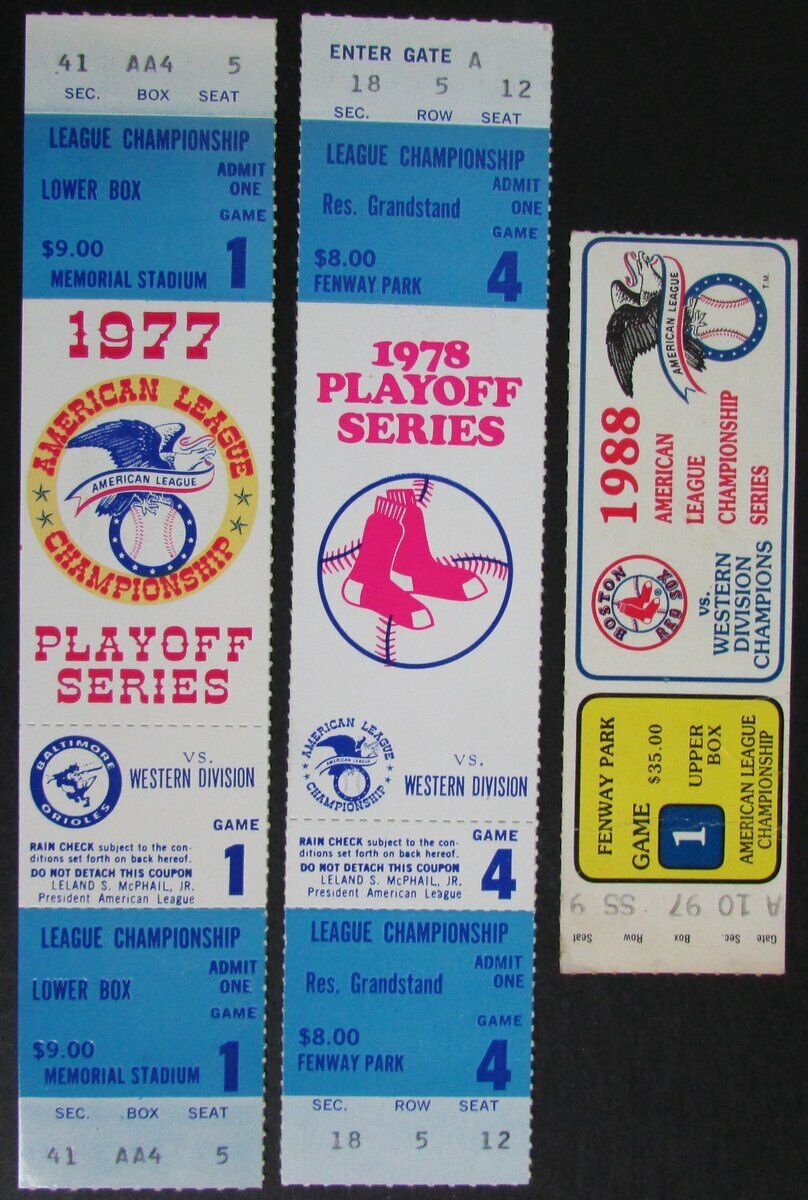 41 AA4 5
SEC. BOX SEAT
LEAGUE CHAMPIONSHIP
LOWER BOX
ADMIT
ONE
GAME
1
$9.00
MEMORIAL STADIUM
1977
AMERICAN LEAGUE
CHAMPIONSHIP
AMERICAN LEAGUE
PLAYOFF
SERIES
BALTIMORE
ORIOLES
VS.
WESTERN DIVISION
GAME
1
RAIN CHECK subject to the con-
ditions set forth on back hereof.
DO NOT DETACH THIS COUPON
LELAND S. McPHAIL, JR.
President American League
LEAGUE CHAMPIONSHIP
LOWER BOX
ADMIT
ONE
GAME
1
$9.00
MEMORIAL STADIUM
SEC. BOX SEAT
41 AA4 5
ENTER GATE A
18 5 12
SEC. ROW SEAT
LEAGUE CHAMPIONSHIP
Res. Grandstand
ADMIT
ONE
GAME
4
$8.00
FENWAY PARK
1978
PLAYOFF
SERIES
AMERICAN LEAGUE
CHAMPIONSHIP
AMERICAN LEAGUE
VS.
WESTERN DIVISION
GAME
4
RAIN CHECK subject to the con-
ditions set forth on back hereof.
DO NOT DETACH THIS COUPON
LELAND S. McPHAIL, JR.
President American League
LEAGUE CHAMPIONSHIP
Res. Grandstand
ADMIT
ONE
GAME
4
$8.00
FENWAY PARK
SEC. ROW SEAT
18 5 12
AMERICAN LEAGUE
T.M.
1988
AMERICAN
LEAGUE
CHAMPIONSHIP
SERIES
BOSTON
RED SOX
®
VS.
WESTERN
DIVISION
CHAMPIONS
FENWAY PARK
$35.00
GAME
1
UPPER
BOX
AMERICAN LEAGUE
CHAMPIONSHIP
A 10 97 SS 9
Gate Sec. Box Row Seat